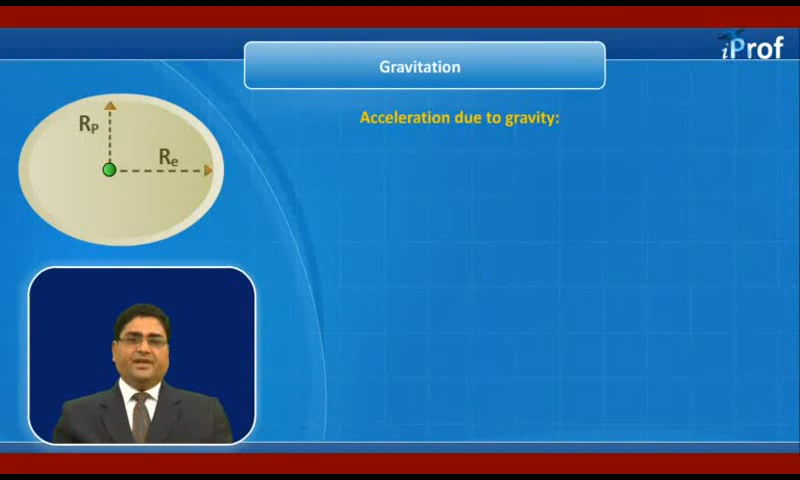 iProf
Gravitation
Acceleration due to gravity:
Rₚ
Rₑ